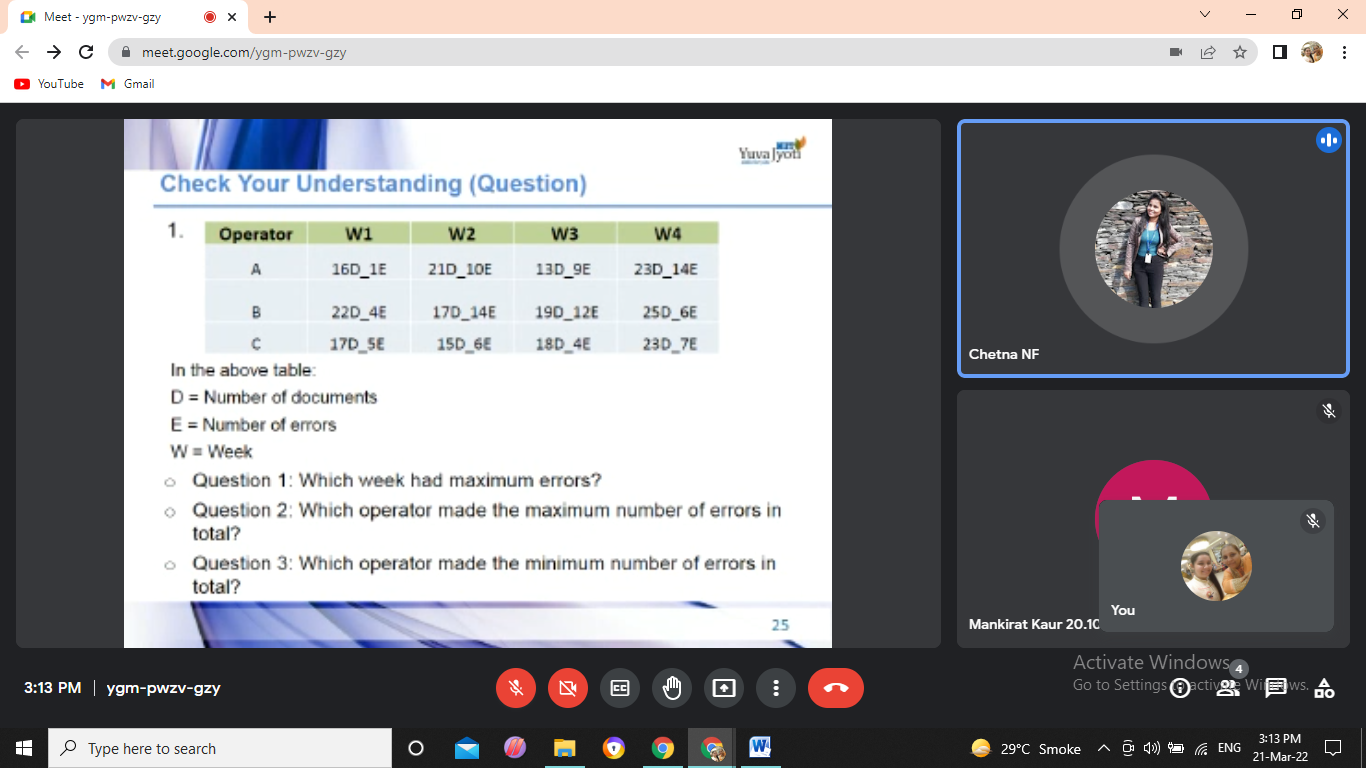 Meet - ygm-pwzv-gzy
meet.google.com/ygm-pwzv-gzy
YouTube Gmail
Yuva Jyoti
Check Your Understanding (Question)
1.
Operator W1 W2 W3 W4
A 16D_1E 21D_10E 13D_9E 23D_14E
B 22D_4E 17D_14E 19D_12E 25D_6E
C 17D_5E 15D_6E 18D_4E 23D_7E
In the above table:
D = Number of documents
E = Number of errors
W = Week
Question 1: Which week had maximum errors?
Question 2: Which operator made the maximum number of errors in
total?
Question 3: Which operator made the minimum number of errors in
total?
25
Chetna NF
You
Mankirat Kaur 20.10
Activate Windows
Go to Settings to activate Windows.
4
3:13 PM | ygm-pwzv-gzy
CC
Type here to search
29°C Smoke
ENG
3:13 PM
21-Mar-22